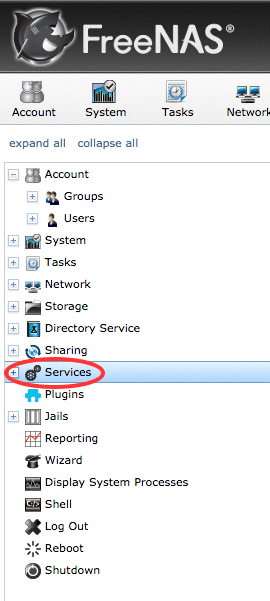 FreeNAS®
Account System Tasks Network
expand all collapse all
Account
Groups
Users
System
Tasks
Network
Storage
Directory Service
Sharing
Services
Plugins
Jails
Reporting
Wizard
Display System Processes
Shell
Log Out
Reboot
Shutdown